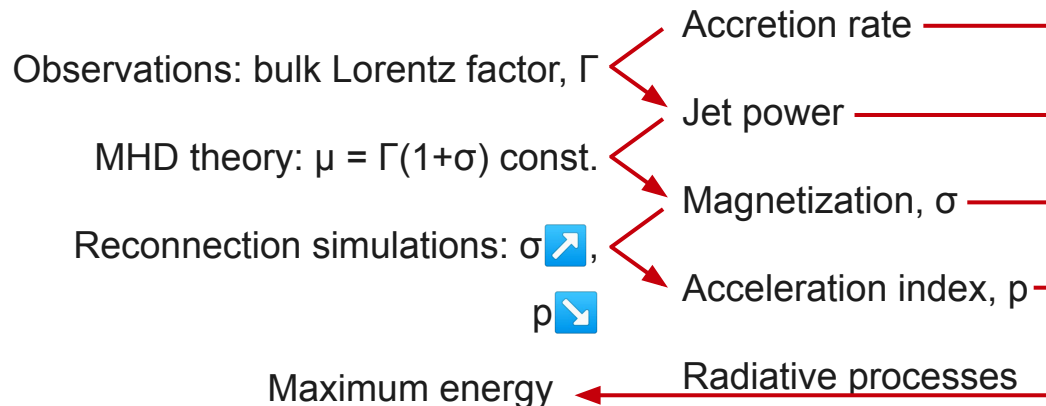 Accretion rate
Observations: bulk Lorentz factor, Γ
Jet power
MHD theory: μ = Γ(1+σ) const.
Magnetization, σ
Reconnection simulations: σ↗,
Acceleration index, p
p↘
Radiative processes
Maximum energy